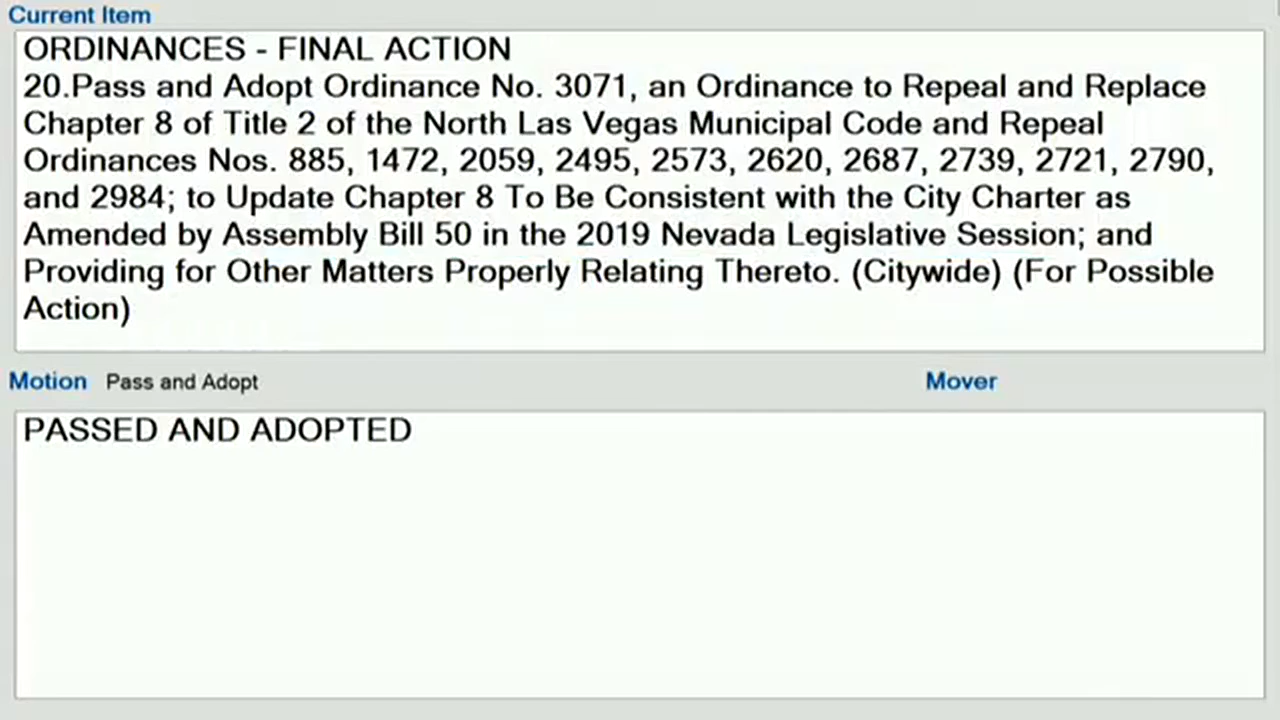 Current Item
ORDINANCES - FINAL ACTION
20.Pass and Adopt Ordinance No. 3071, an Ordinance to Repeal and Replace
Chapter 8 of Title 2 of the North Las Vegas Municipal Code and Repeal
Ordinances Nos. 885, 1472, 2059, 2495, 2573, 2620, 2687, 2739, 2721, 2790,
and 2984; to Update Chapter 8 To Be Consistent with the City Charter as
Amended by Assembly Bill 50 in the 2019 Nevada Legislative Session; and
Providing for Other Matters Properly Relating Thereto. (Citywide) (For Possible
Action)
Motion Pass and Adopt Mover
PASSED AND ADOPTED